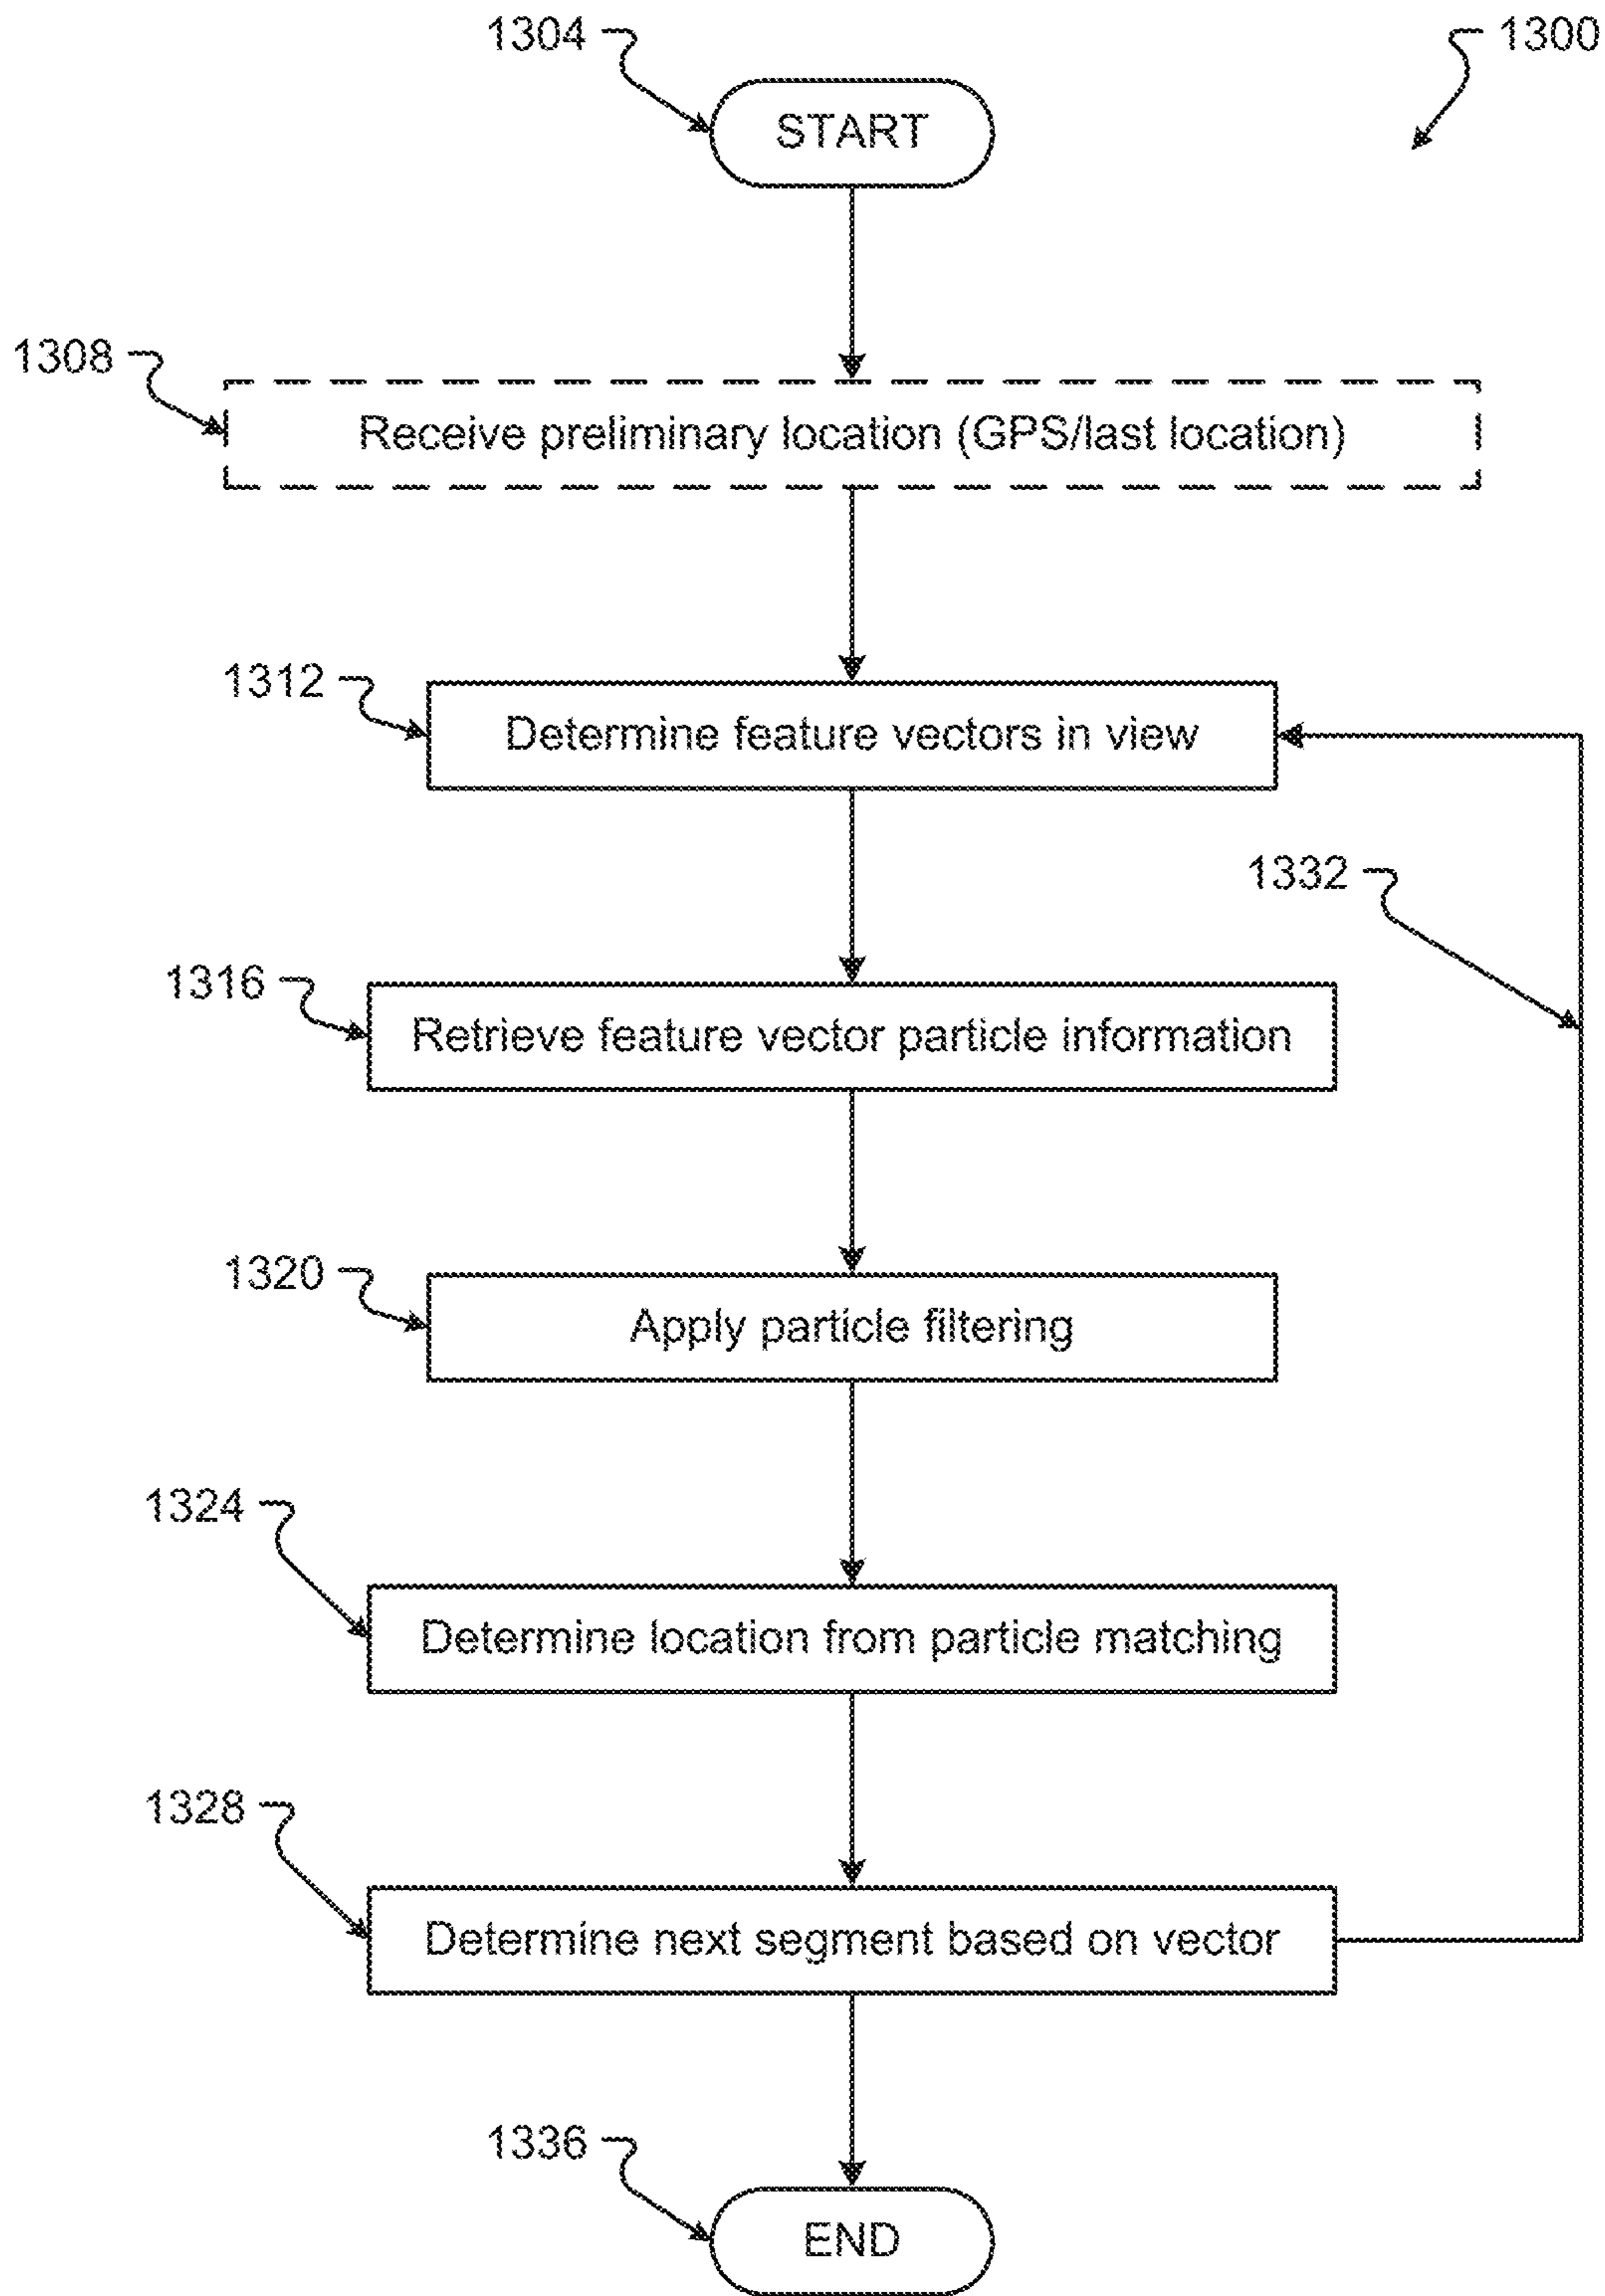 1304
1300
START
1308
Receive preliminary location (GPS/last location)
1312
Determine feature vectors in view
1332
1316
Retrieve feature vector particle information
1320
Apply particle filtering
1324
Determine location from particle matching
1328
Determine next segment based on vector
1336
END